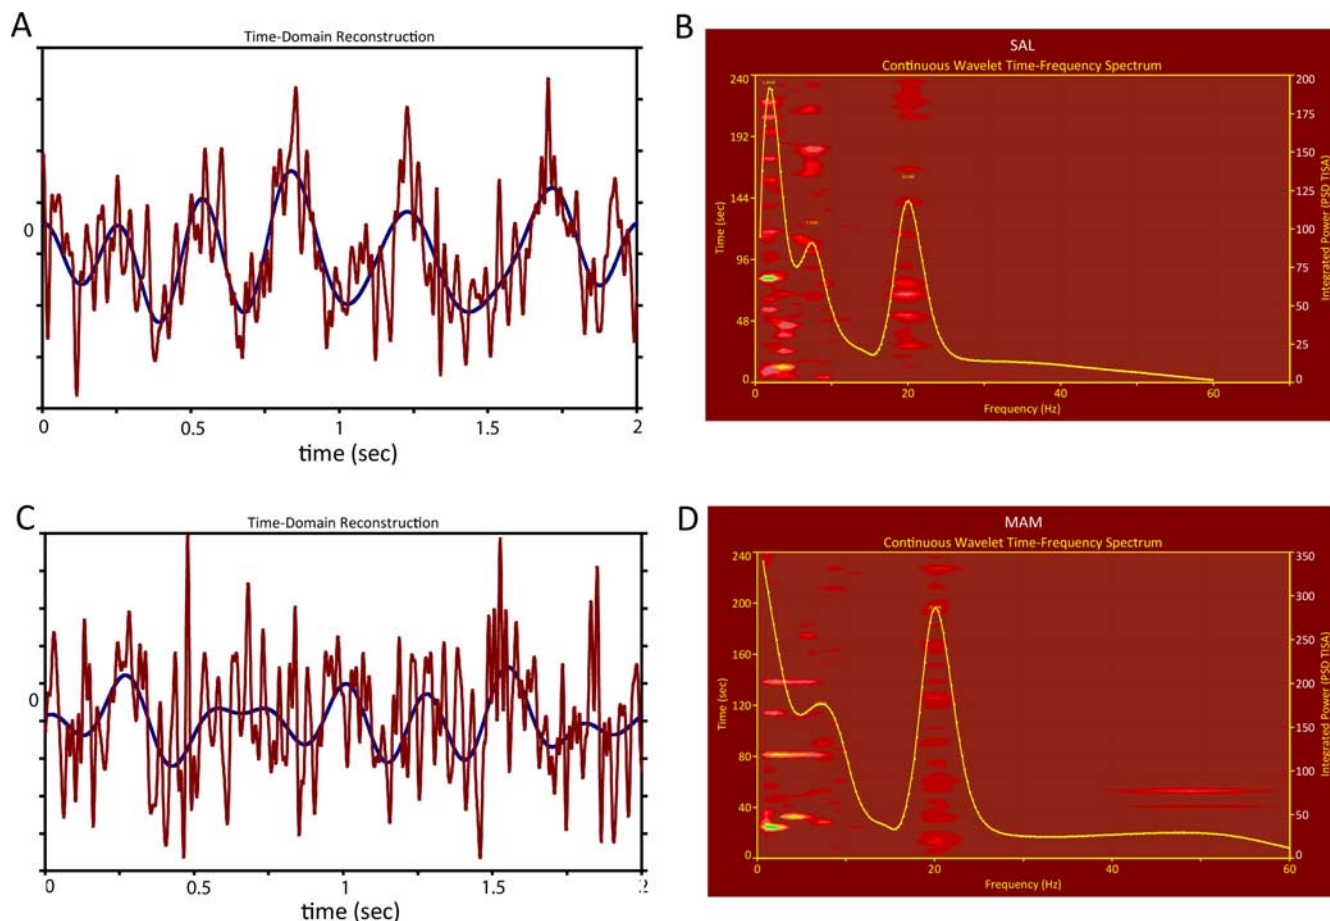 A
Time-Domain Reconstruction
0
0 0.5 1 1.5 2
time (sec)
B
SAL
Continuous Wavelet Time-Frequency Spectrum
240
192
144
96
48
0
Time (sec)
200
175
150
125
100
75
50
25
0
Integrated Power (PSD TISA)
0 20 40 60
Frequency (Hz)
C
Time-Domain Reconstruction
0
0 0.5 1 1.5 2
time (sec)
D
MAM
Continuous Wavelet Time-Frequency Spectrum
240
200
160
120
80
40
0
Time (sec)
350
300
250
200
150
100
50
0
Integrated Power (PSD TISA)
0 20 40 60
Frequency (Hz)